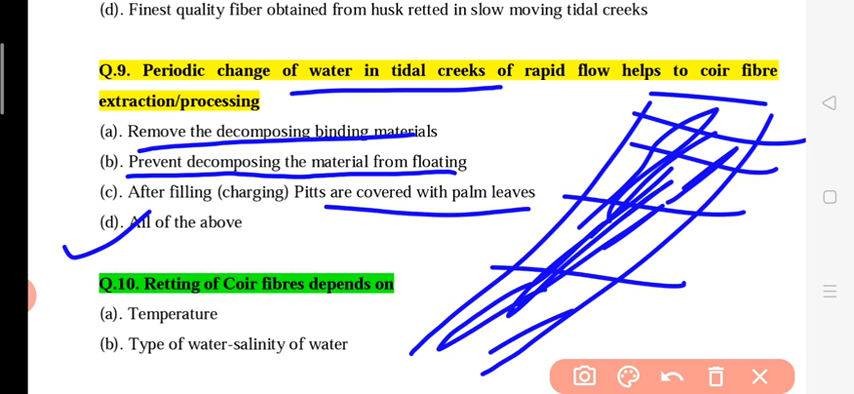 (d). Finest quality fiber obtained from husk retted in slow moving tidal creeks
Q.9. Periodic change of water in tidal creeks of rapid flow helps to coir fibre
extraction/processing
(a). Remove the decomposing binding materials
(b). Prevent decomposing the material from floating
(c). After filling (charging) Pitts are covered with palm leaves
(d). All of the above
Q.10. Retting of Coir fibres depends on
(a). Temperature
(b). Type of water-salinity of water